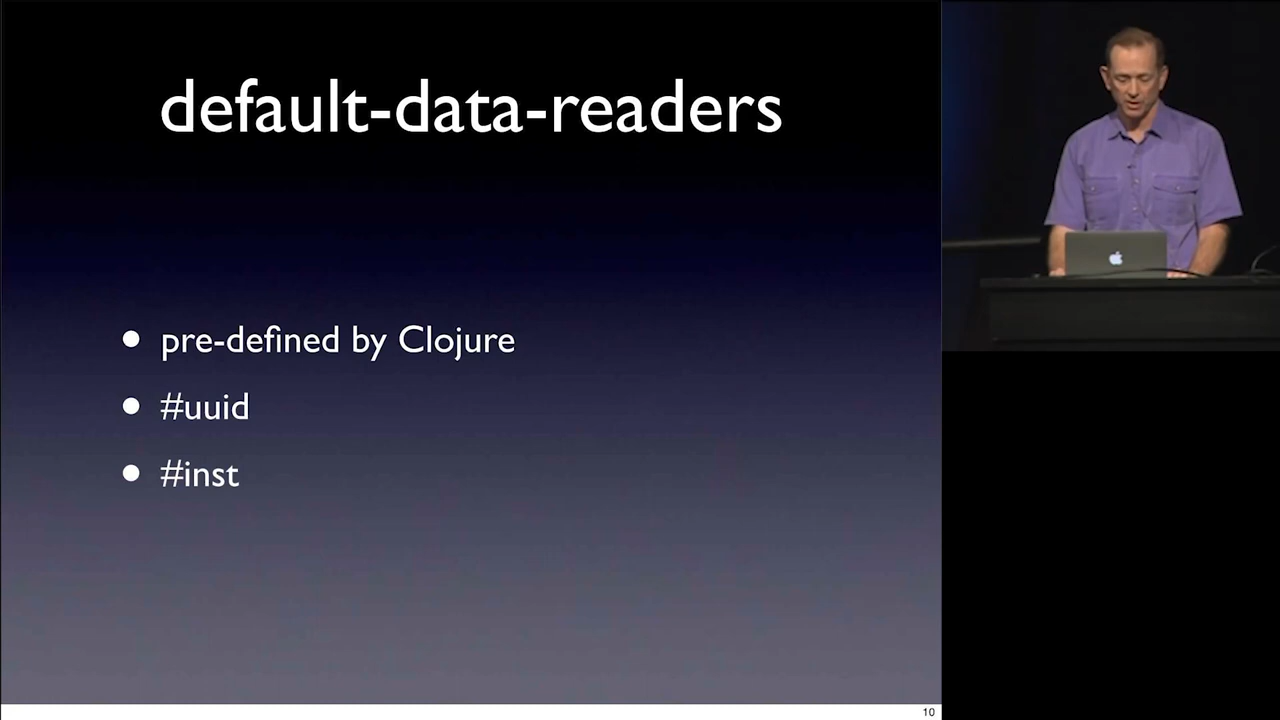 default-data-readers
• pre-defined by Clojure
• #uuid
• #inst
10